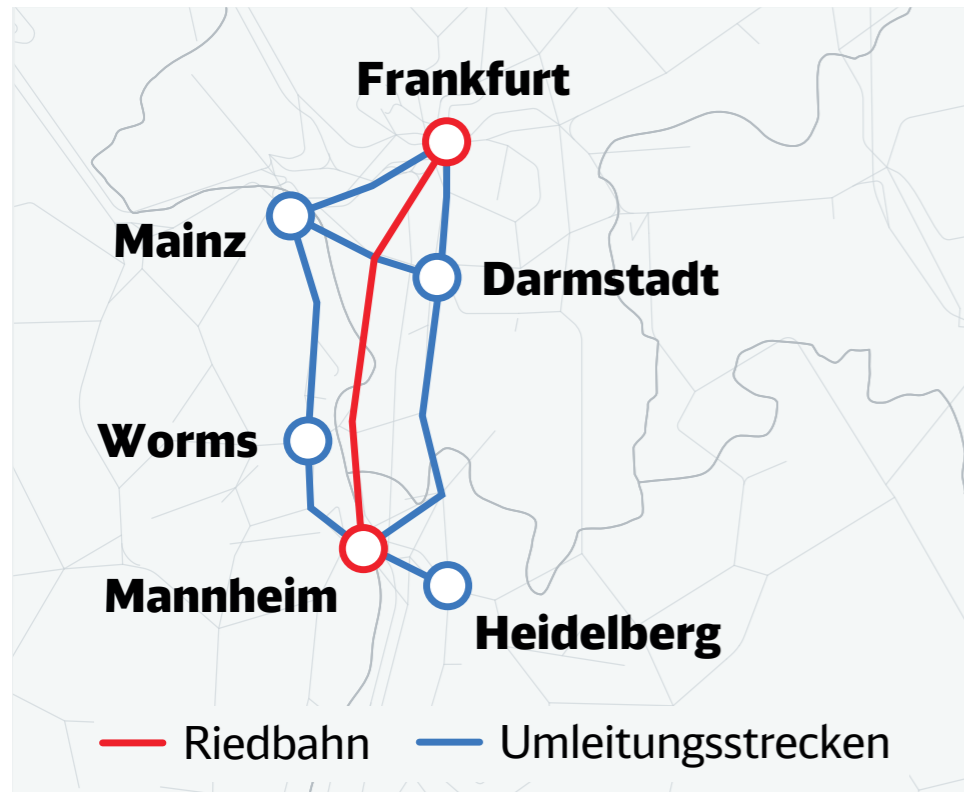 Frankfurt
Mainz
Darmstadt
Worms
Mannheim
Heidelberg
Riedbahn
Umleitungsstrecken